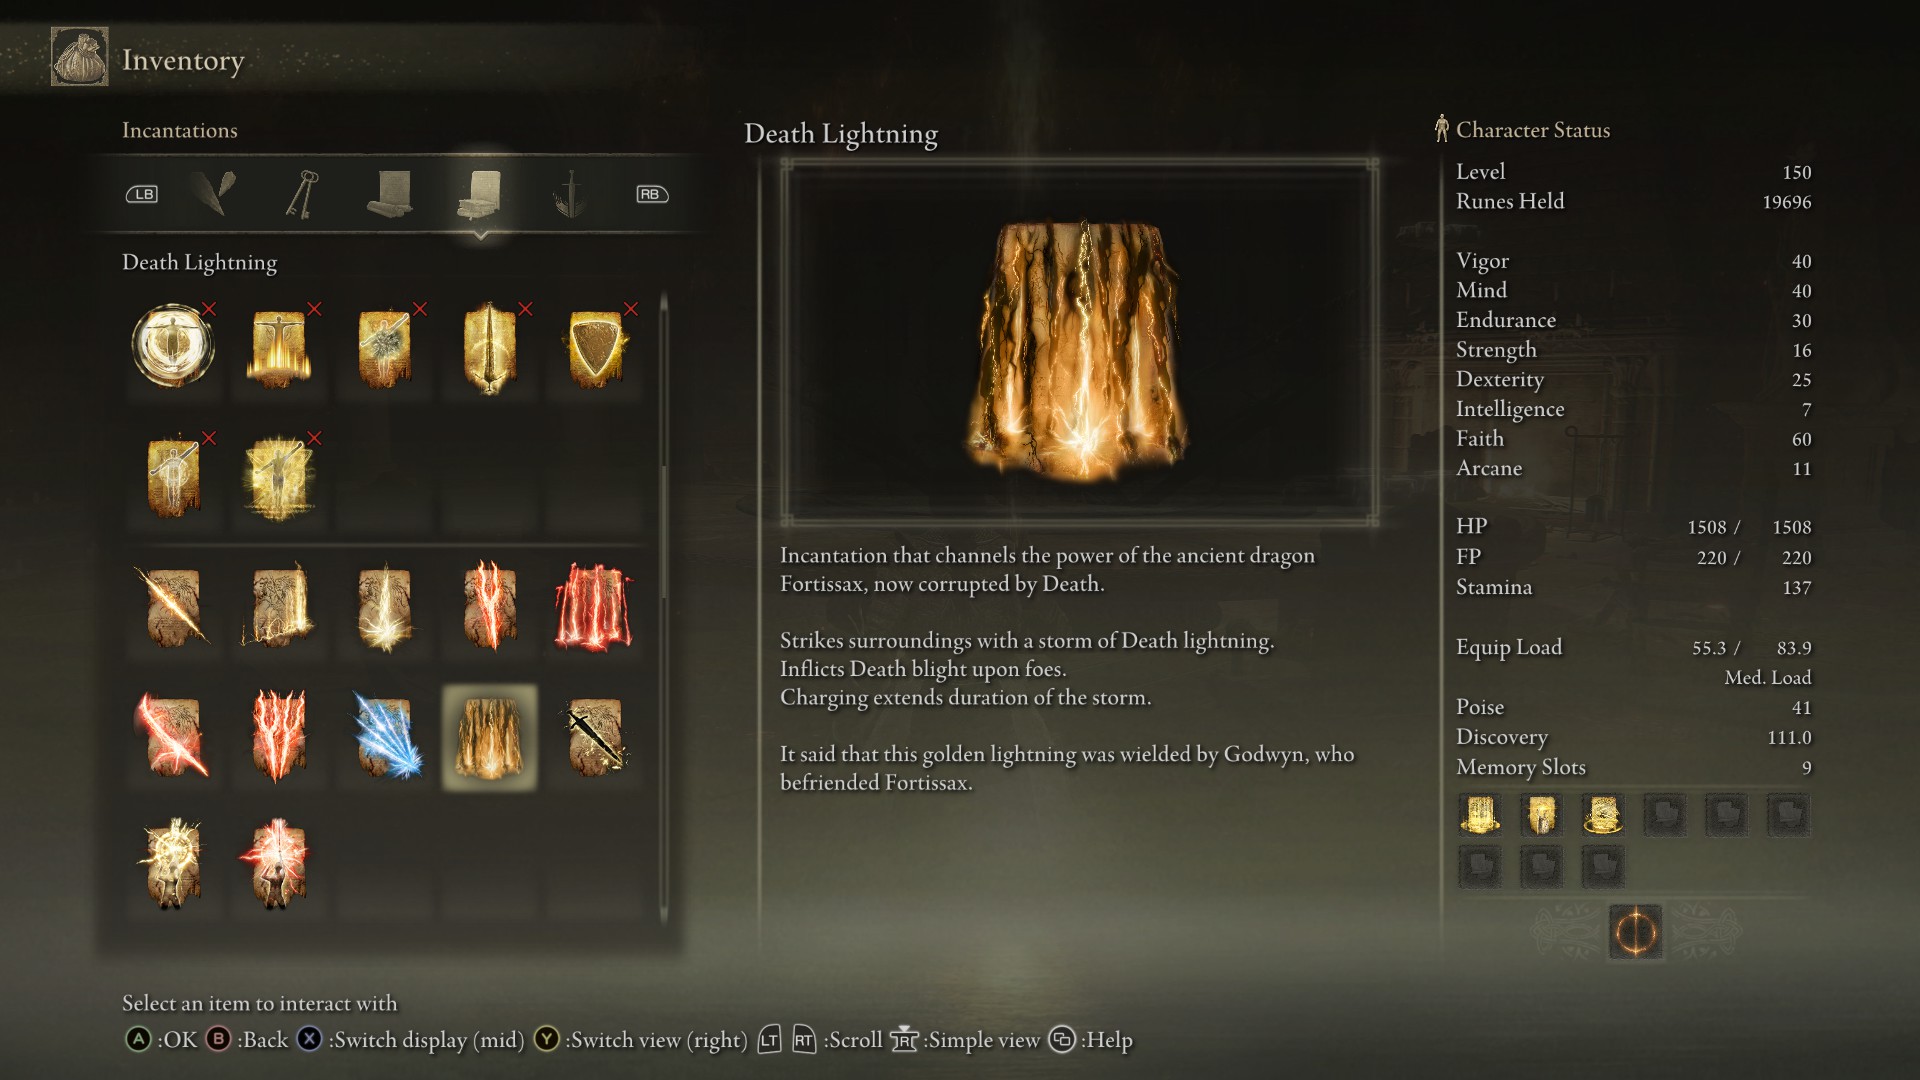 Inventory
Incantations
LB
RB
Death Lightning
Death Lightning
Incantation that channels the power of the ancient dragon
Fortissax, now corrupted by Death.
Strikes surroundings with a storm of Death lightning.
Inflicts Death blight upon foes.
Charging extends duration of the storm.
It said that this golden lightning was wielded by Godwyn, who
befriended Fortissax.
Character Status
Level 150
Runes Held 19696
Vigor 40
Mind 40
Endurance 30
Strength 16
Dexterity 25
Intelligence 7
Faith 60
Arcane 11
HP 1508 / 1508
FP 220 / 220
Stamina 137
Equip Load 55.3 / 83.9
Med. Load
Poise 41
Discovery 111.0
Memory Slots 9
Select an item to interact with
A :OK B :Back X :Switch display (mid) Y :Switch view (right) LT RT :Scroll R :Simple view :Help